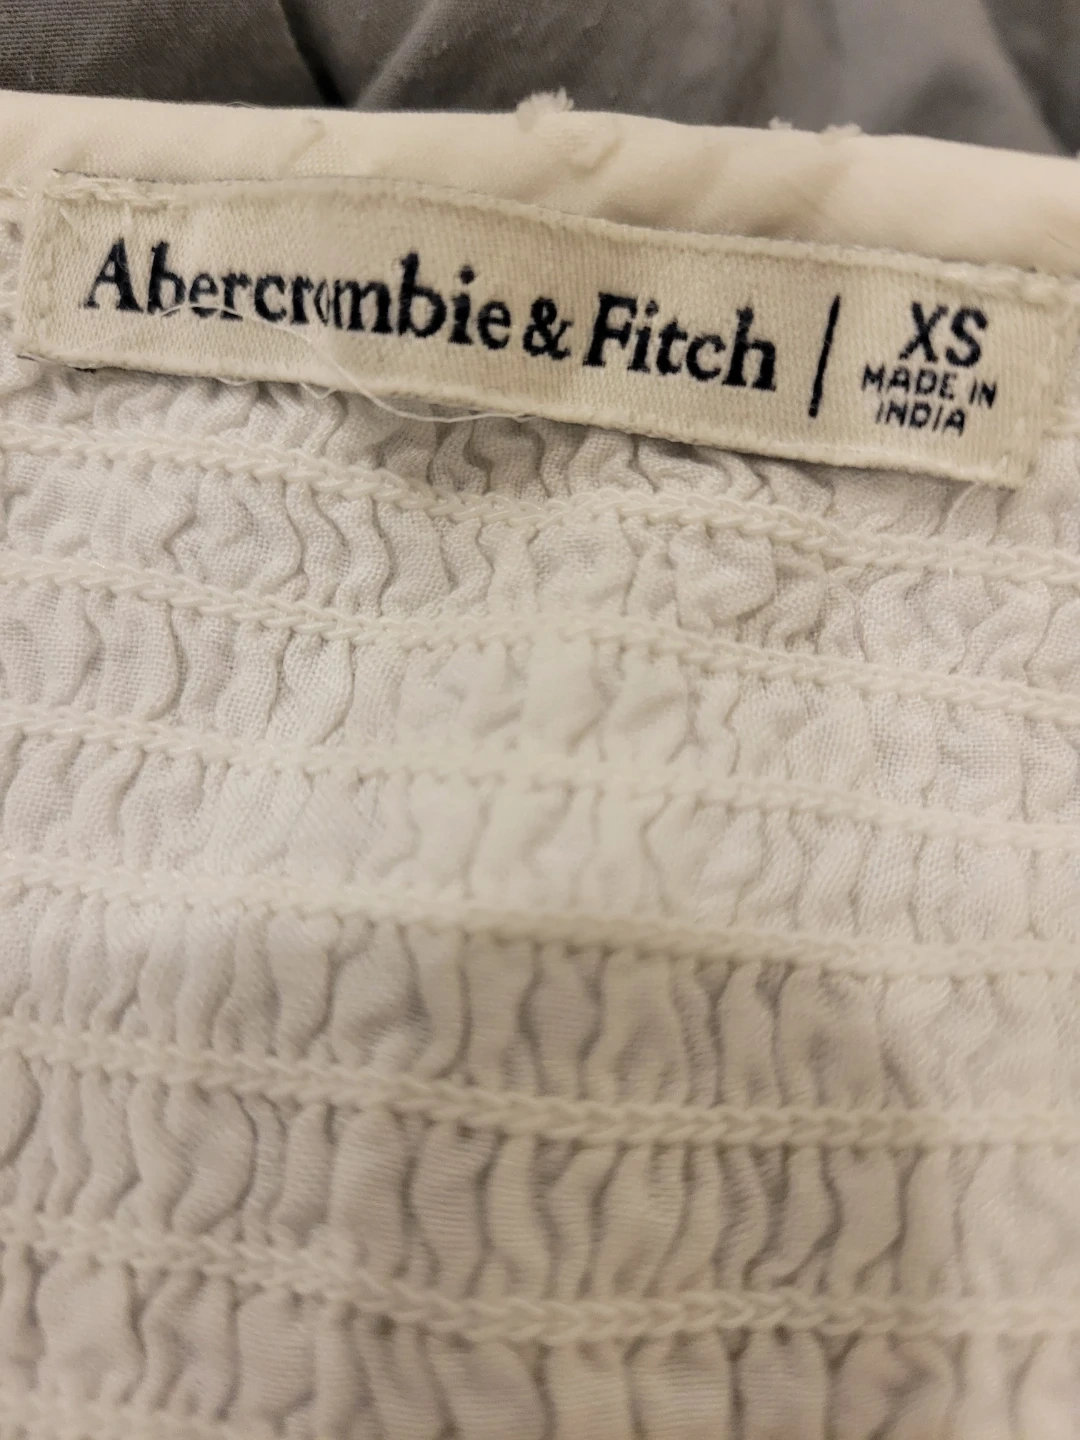 Abercrombie & Fitch | XS
MADE IN
INDIA